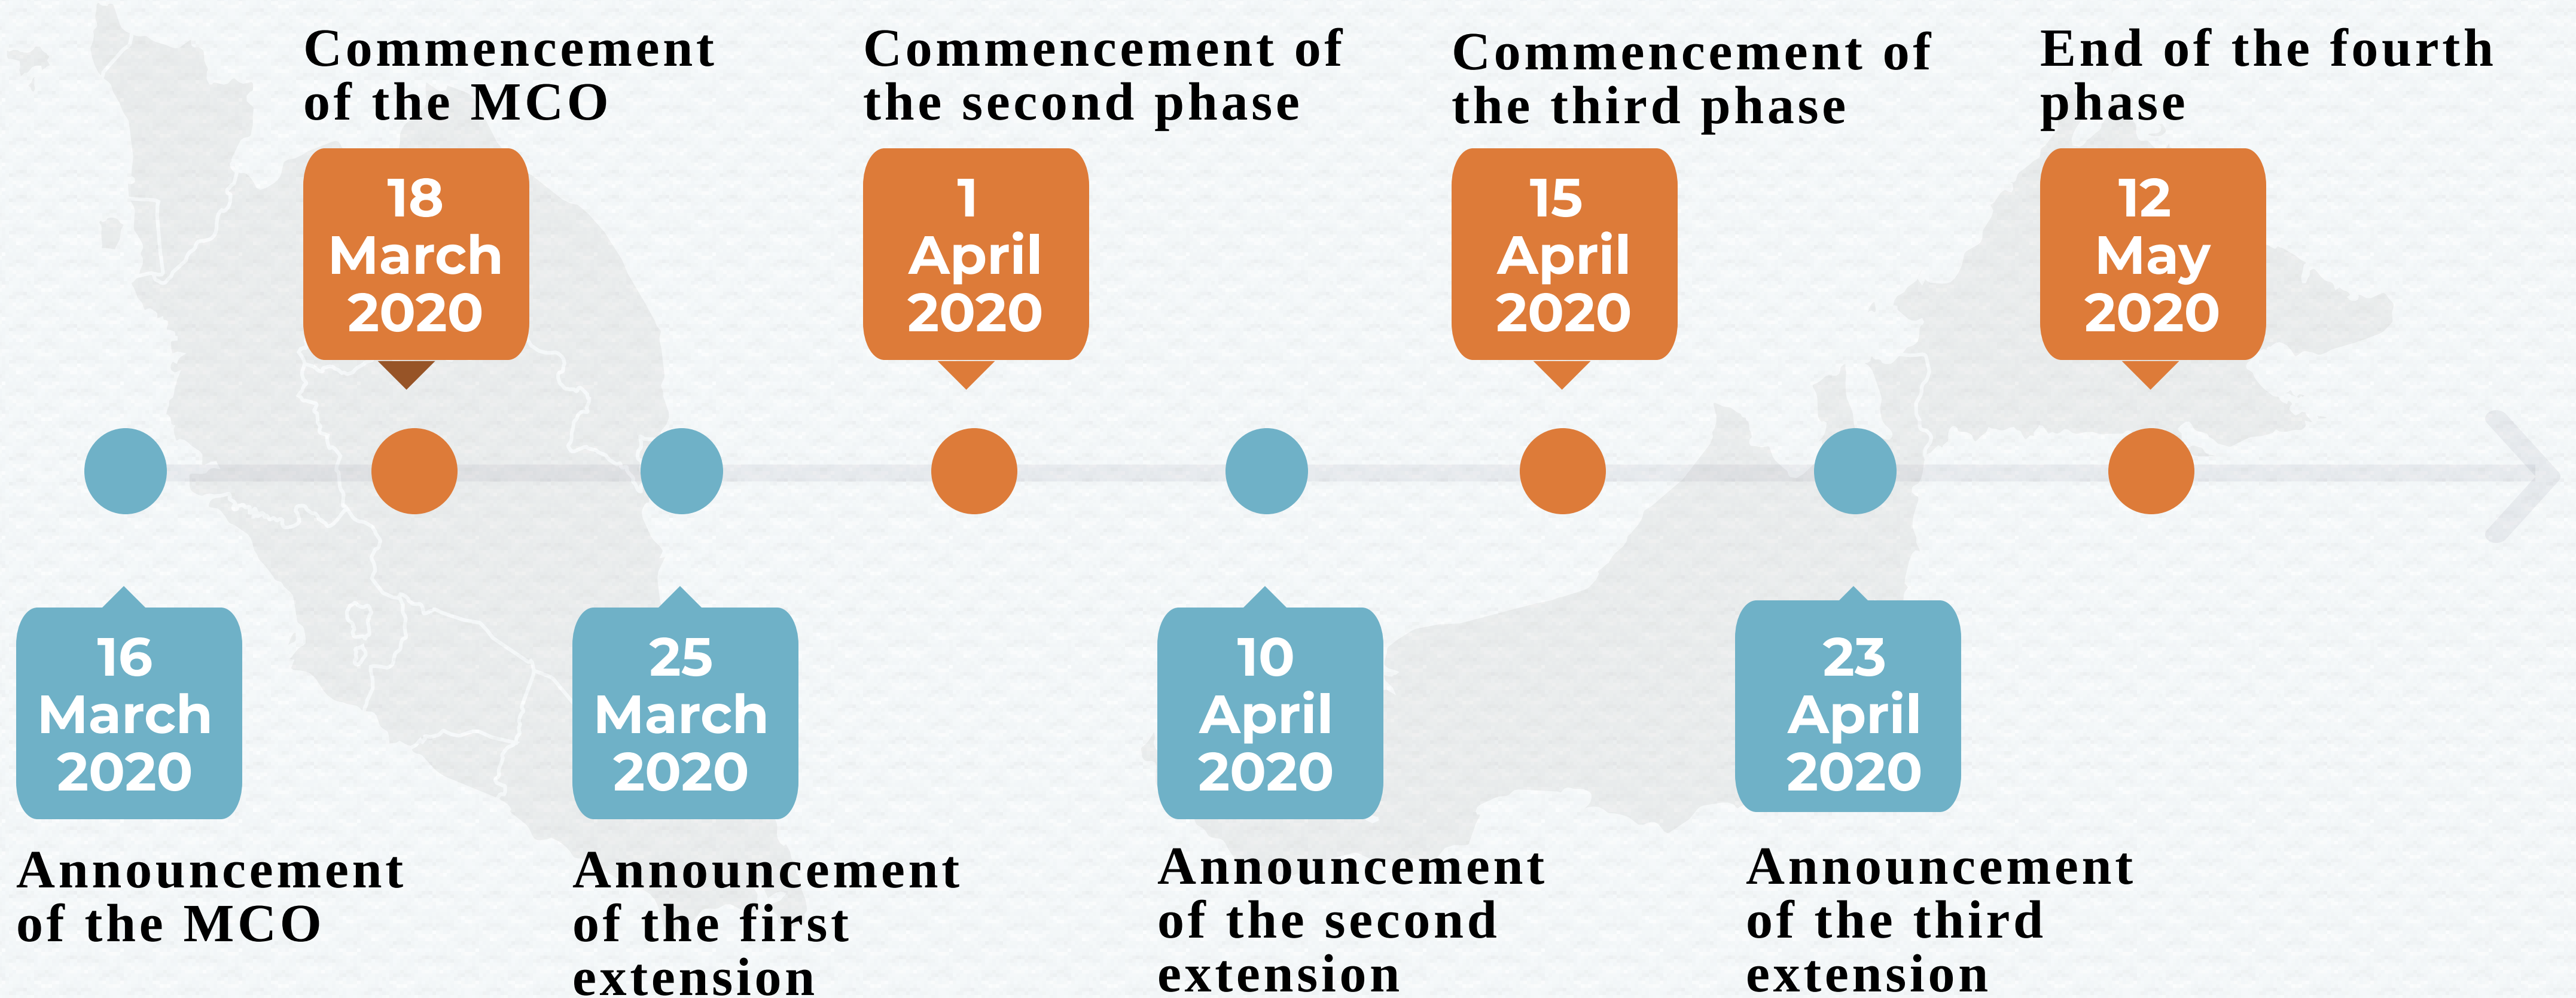 Commencement
of the MCO
18
March
2020
Commencement of
the second phase
1
April
2020
Commencement of
the third phase
15
April
2020
End of the fourth
phase
12
May
2020
16
March
2020
Announcement
of the MCO
25
March
2020
Announcement
of the first
extension
10
April
2020
Announcement
of the second
extension
23
April
2020
Announcement
of the third
extension